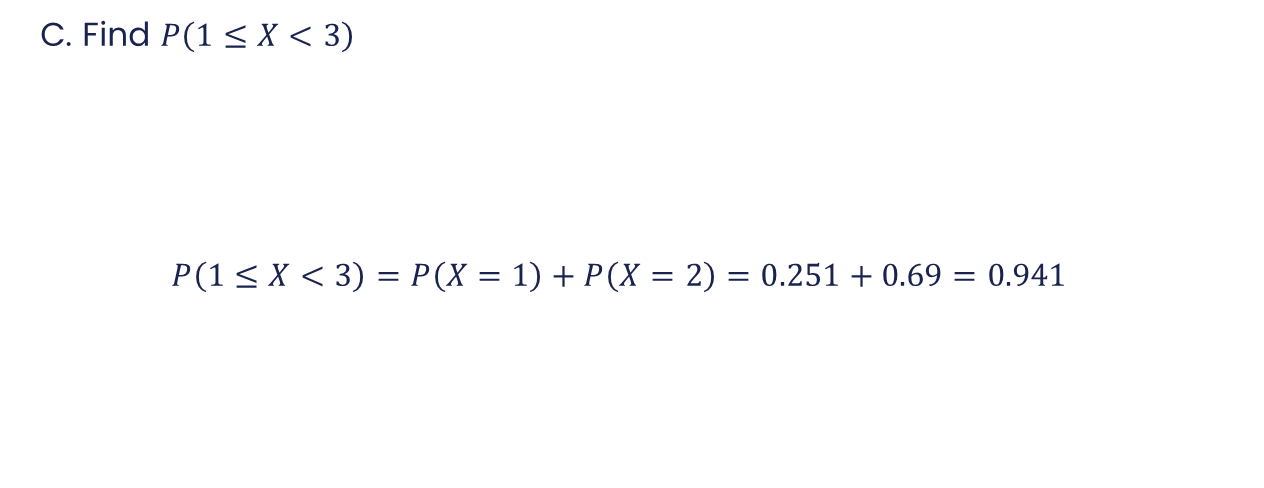 C. Find P(1 ≤ X < 3)
P(1 ≤ X < 3) = P(X = 1) + P(X = 2) = 0.251 + 0.69 = 0.941